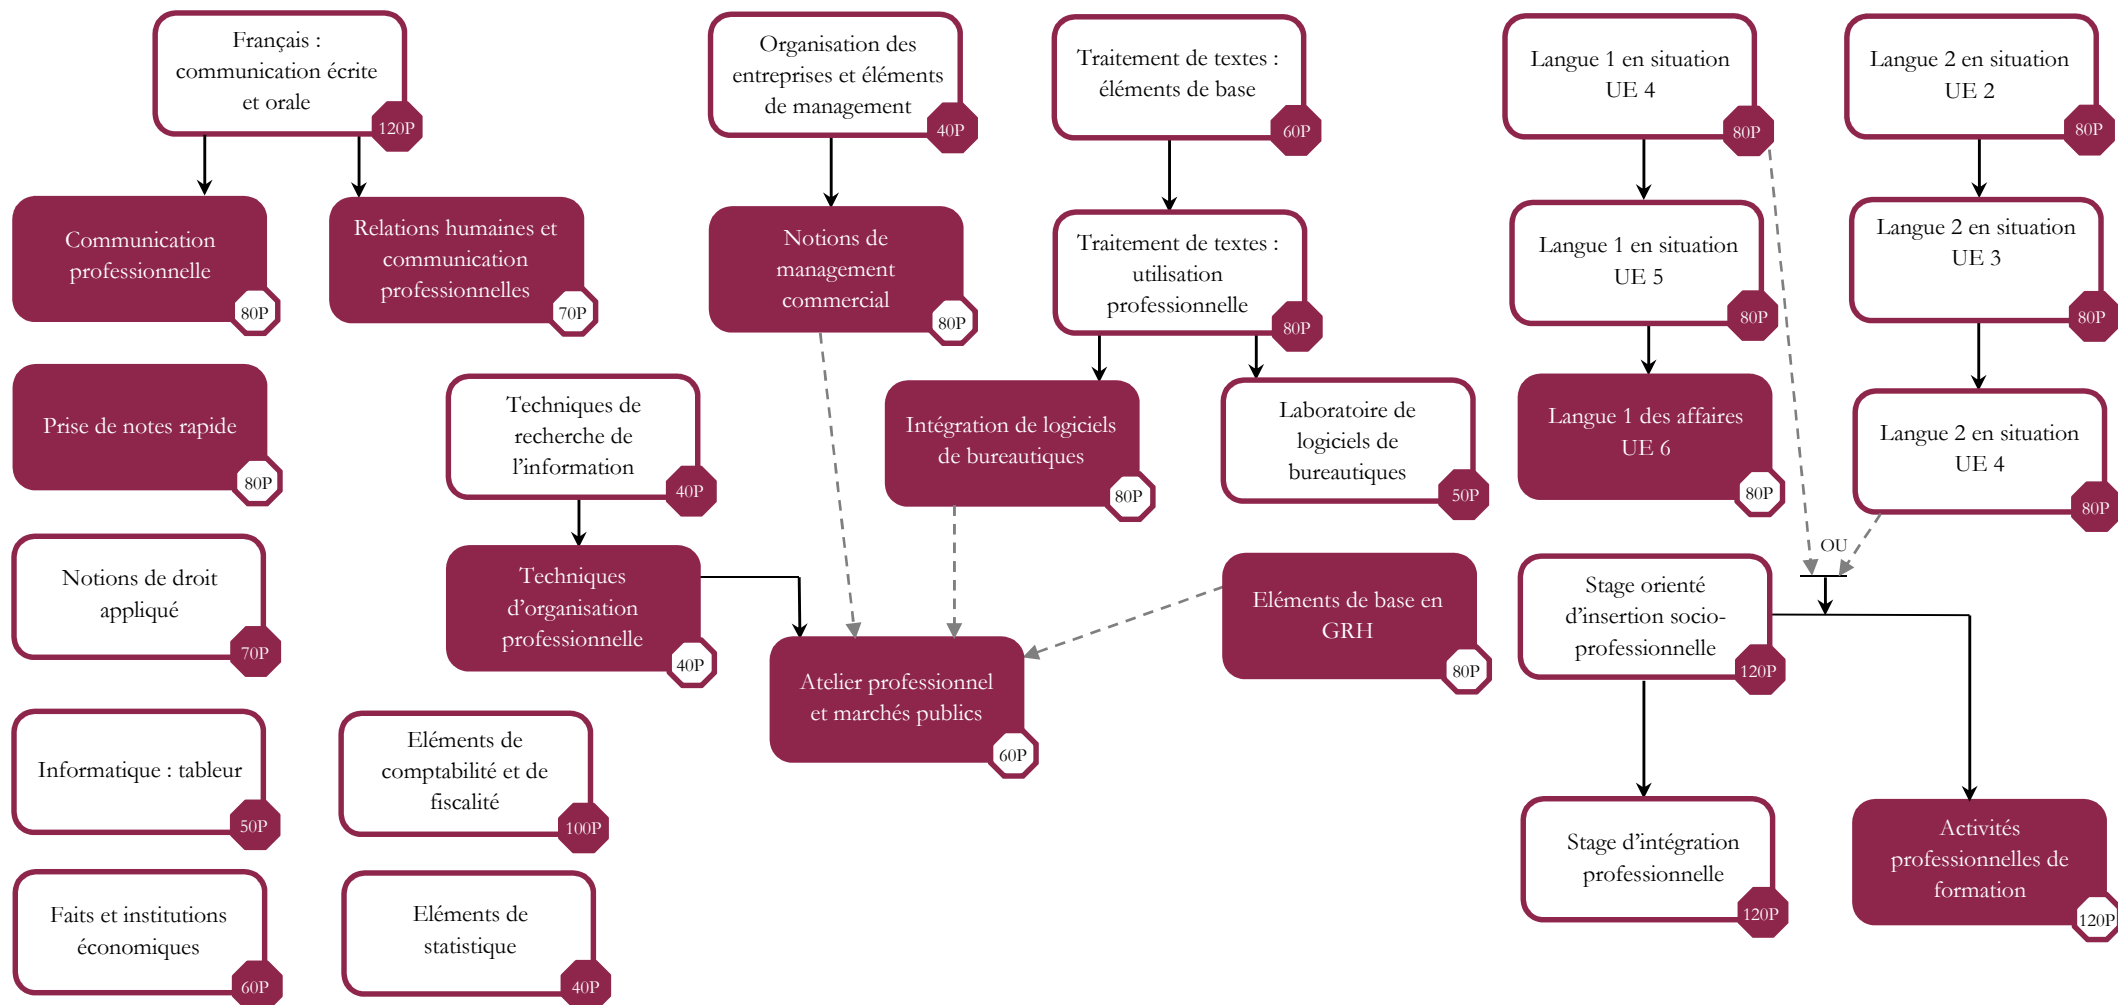 Français :
communication écrite
et orale
120P
Organisation des
entreprises et éléments
de management
40P
Traitement de textes :
éléments de base
60P
Langue 1 en situation
UE 4
80P
Langue 2 en situation
UE 2
80P
Communication
professionnelle
80P
Relations humaines et
communication
professionnelles
70P
Notions de
management
commercial
80P
Traitement de textes :
utilisation
professionnelle
80P
Langue 1 en situation
UE 5
80P
Langue 2 en situation
UE 3
80P
Prise de notes rapide
80P
Techniques de
recherche de
l’information
40P
Intégration de logiciels
de bureautiques
80P
Laboratoire de
logiciels de
bureautiques
50P
Langue 1 des affaires
UE 6
80P
Langue 2 en situation
UE 4
80P
OU
Notions de droit
appliqué
70P
Techniques
d’organisation
professionnelle
40P
Atelier professionnel
et marchés publics
60P
Eléments de base en
GRH
80P
Stage orienté
d’insertion socio-
professionnelle
120P
Informatique : tableur
50P
Eléments de
comptabilité et de
fiscalité
100P
Stage d’intégration
professionnelle
120P
Activités
professionnelles de
formation
120P
Faits et institutions
économiques
60P
Eléments de
statistique
40P